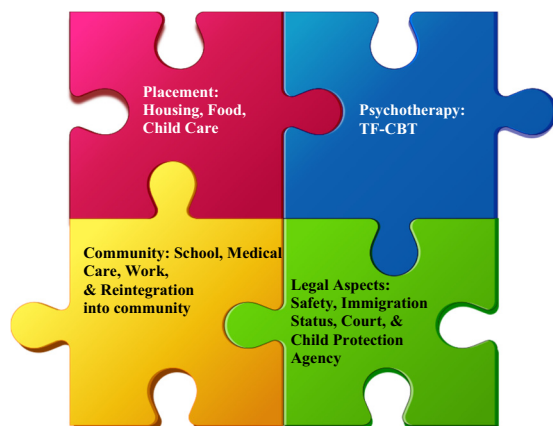 Placement:
Housing, Food,
Child Care
Psychotherapy:
TF-CBT
Community: School, Medical
Care, Work,
& Reintegration
into community
Legal Aspects:
Safety, Immigration
Status, Court, &
Child Protection
Agency